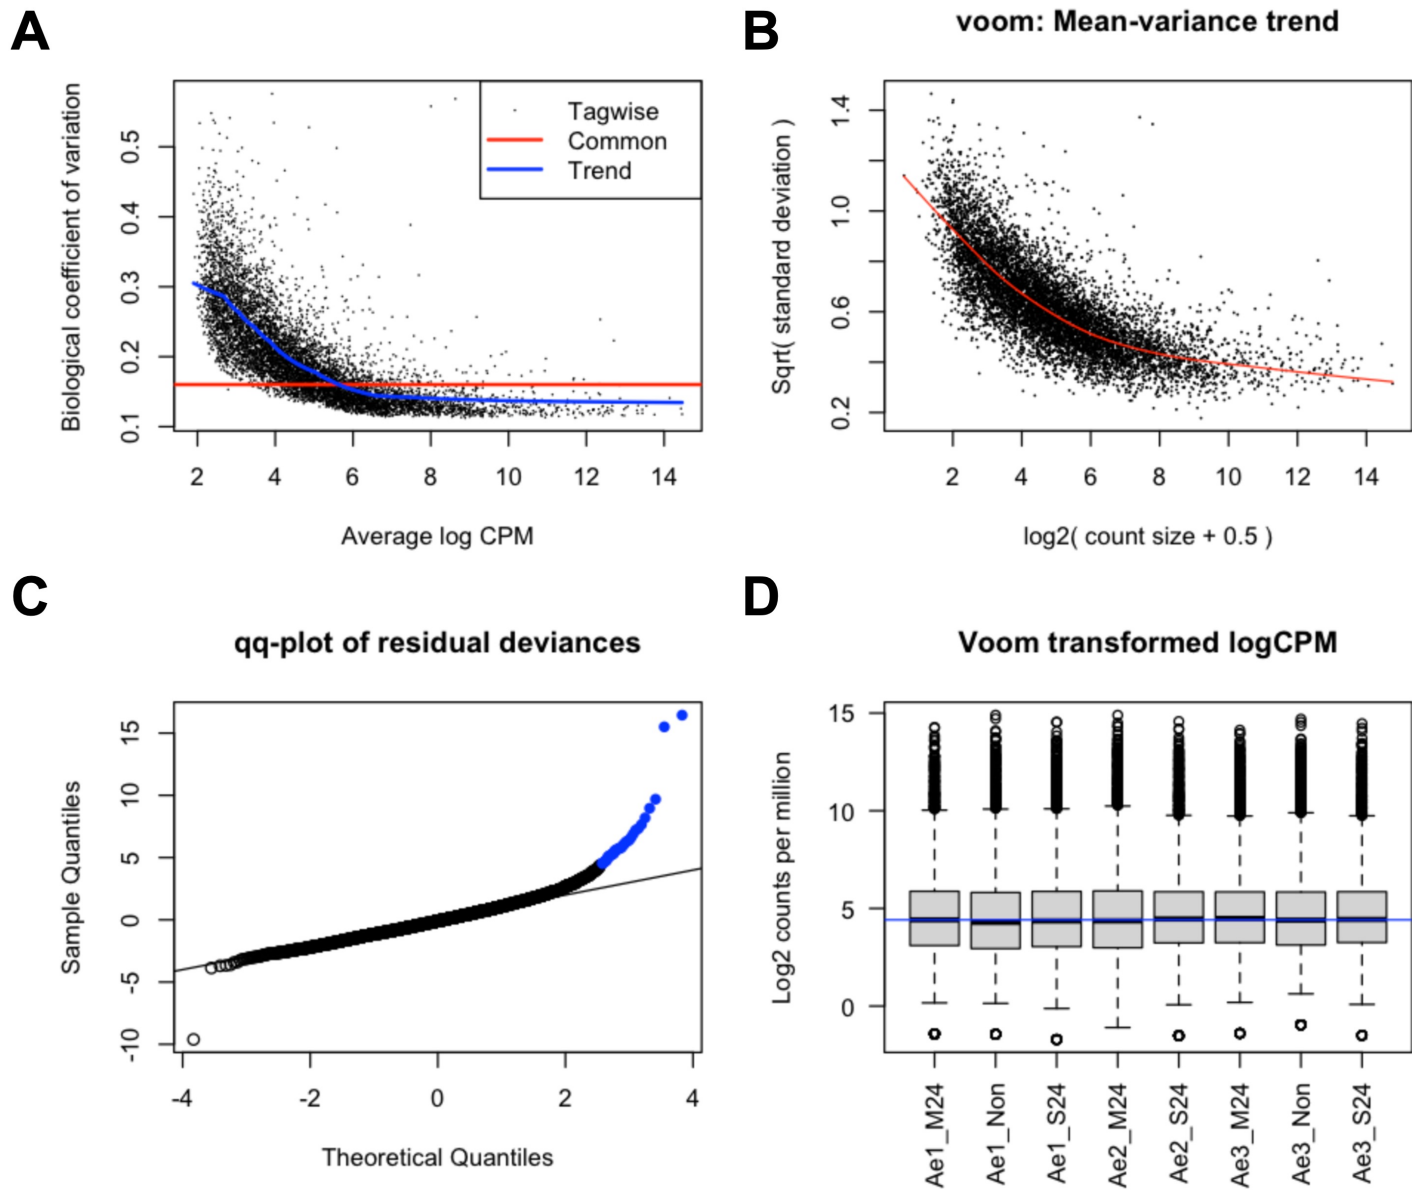 A
Biological coefficient of variation
0.1 0.2 0.3 0.4 0.5
Tagwise
Common
Trend
2 4 6 8 10 12 14
Average log CPM
B
voom: Mean-variance trend
Sqrt( standard deviation )
0.2 0.6 1.0 1.4
2 4 6 8 10 12 14
log2( count size + 0.5 )
C
qq-plot of residual deviances
Sample Quantiles
-10 -5 0 5 10 15
-4 -2 0 2 4
Theoretical Quantiles
D
Voom transformed logCPM
Log2 counts per million
15
10
5
0
Ae1_M24
Ae1_Non
Ae1_S24
Ae2_M24
Ae2_S24
Ae3_M24
Ae3_Non
Ae3_S24